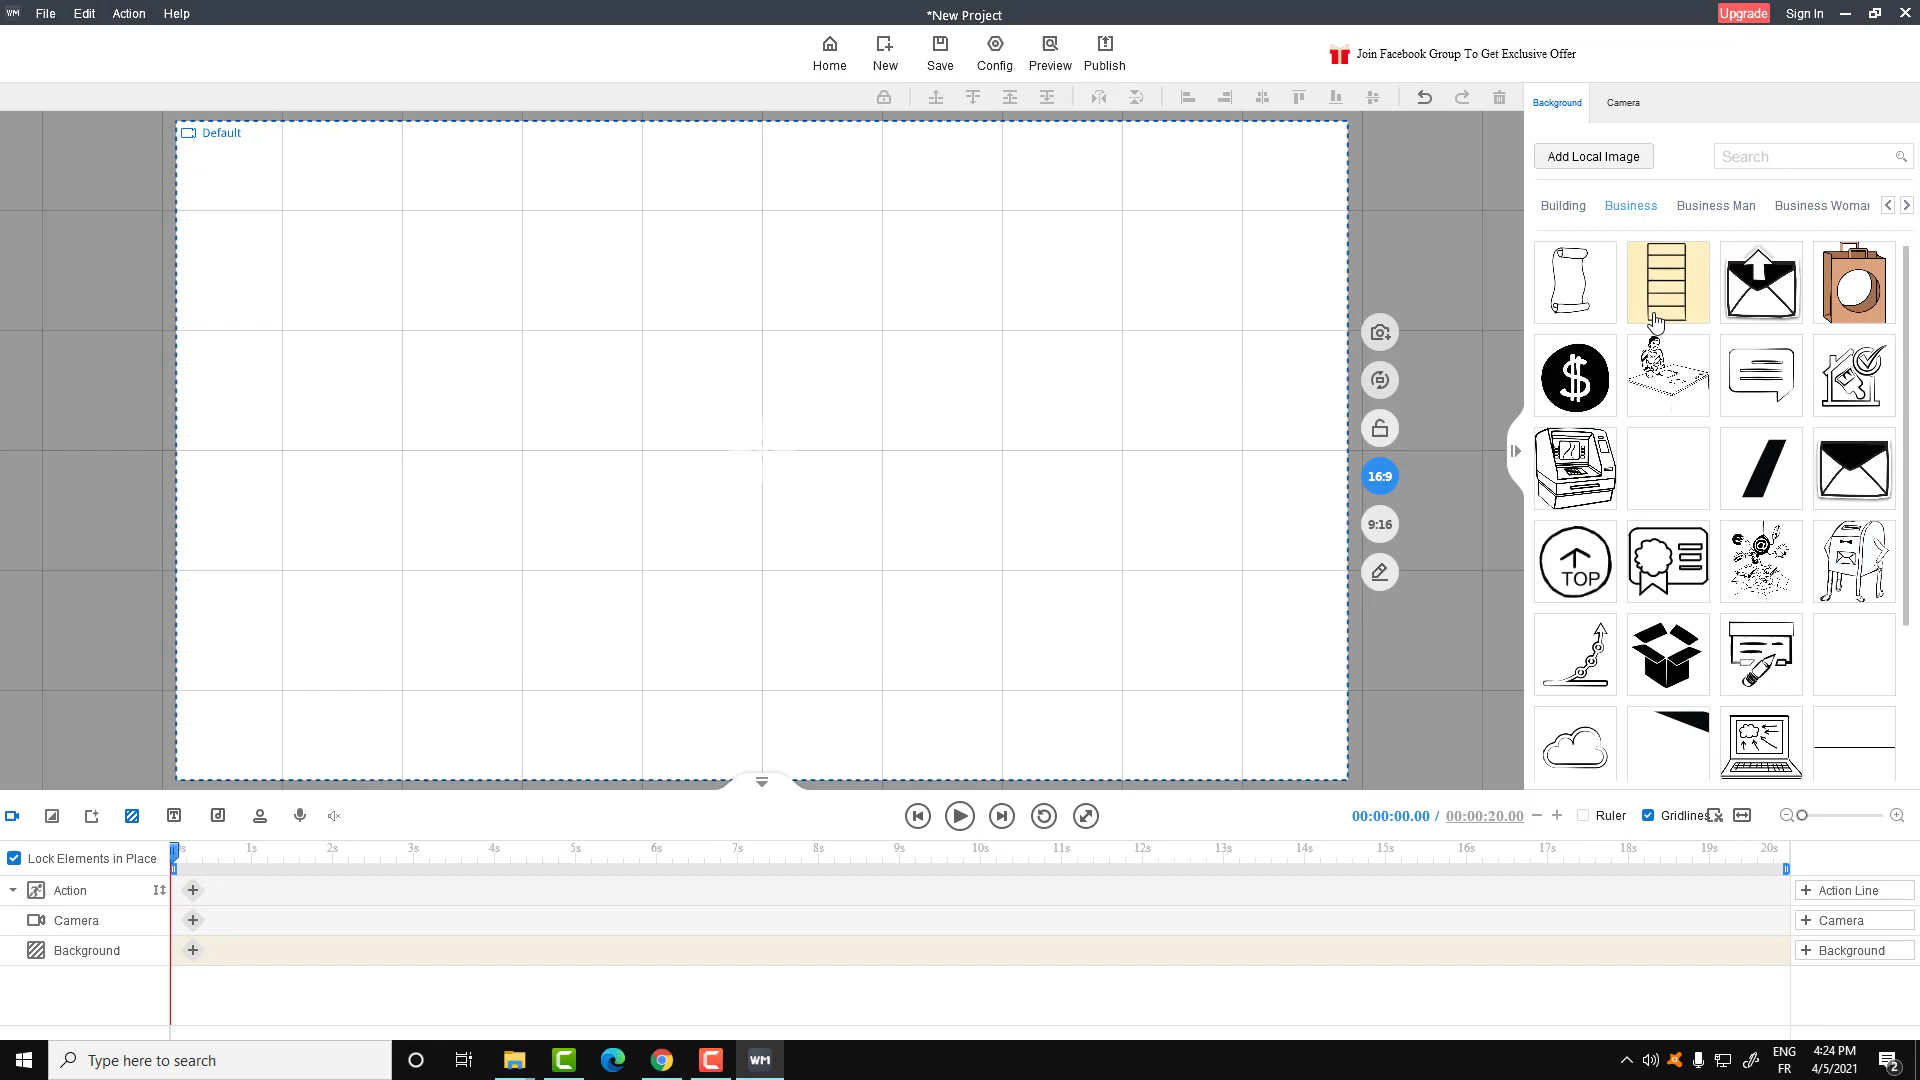 WM File Edit Action Help *New Project Upgrade Sign In
Home New Save Config Preview Publish
Join Facebook Group To Get Exclusive Offer
Background Camera
Default
Add Local Image Search
Building Business Business Man Business Woma
$
16:9
9:16
TOP
00:00:00.00 / 00:00:20.00 Ruler Gridlines
Lock Elements in Place
s 1s 2s 3s 4s 5s 6s 7s 8s 9s 10s 11s 12s 13s 14s 15s 16s 17s 18s 19s 20s
Action + Action Line
Camera + Camera
Background + Background
Type here to search
WM
ENG
FR
4:24 PM
4/5/2021
2